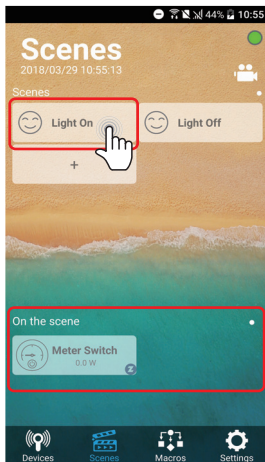 44% 10:55
Scenes
2018/03/29 10:55:13
Scenes
Light On
Light Off
+
On the scene
Meter Switch
0.0 W
Z
Devices
Scenes
Macros
Settings